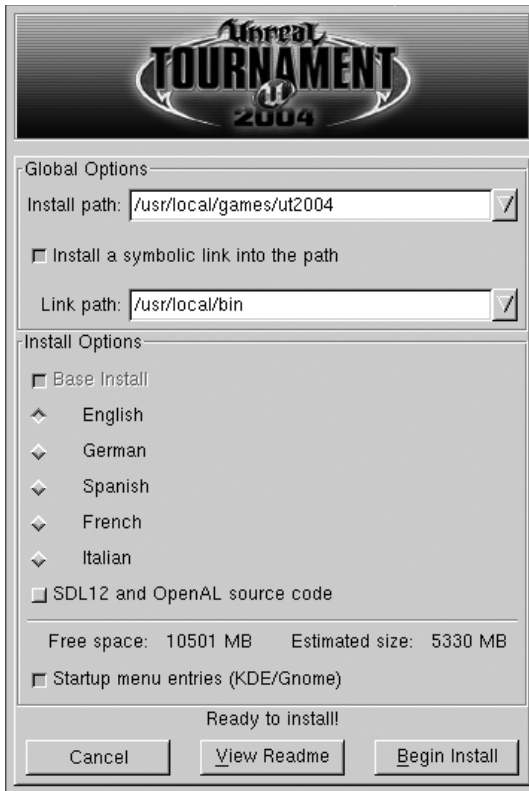 Unreal
TOURNAMENT
2004
Global Options
Install path: /usr/local/games/ut2004
Install a symbolic link into the path
Link path: /usr/local/bin
Install Options
Base Install
English
German
Spanish
French
Italian
SDL12 and OpenAL source code
Free space: 10501 MB Estimated size: 5330 MB
Startup menu entries (KDE/Gnome)
Ready to install!
Cancel View Readme Begin Install